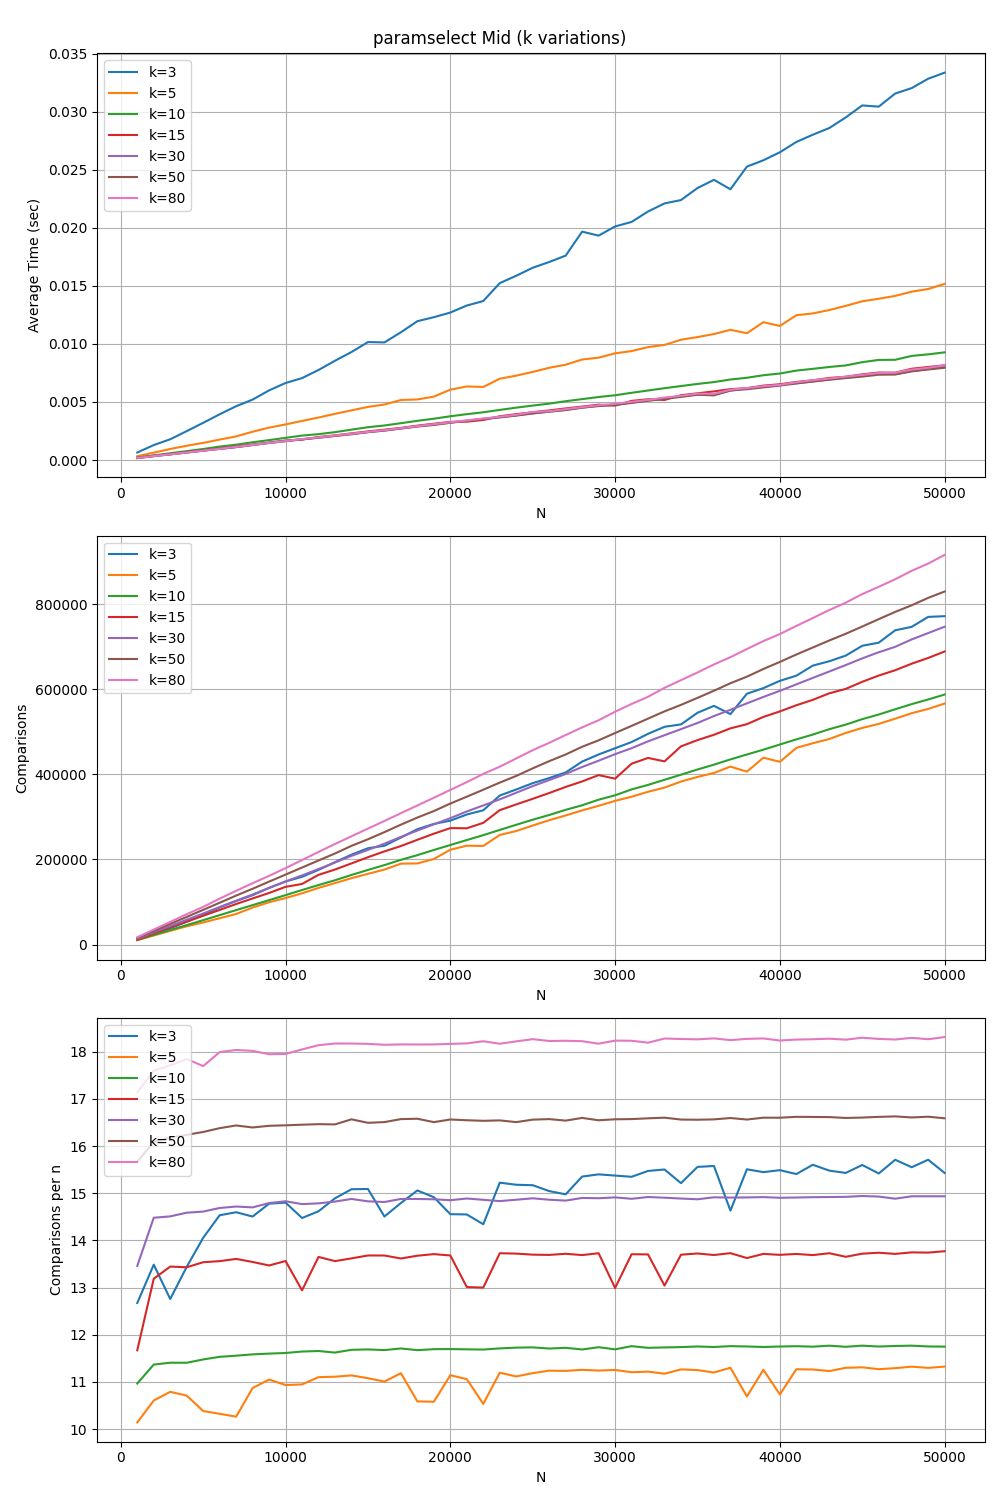 paramselect Mid (k variations)
0.035
0.030
0.025
0.020
0.015
0.010
0.005
0.000
Average Time (sec)
k=3
k=5
k=10
k=15
k=30
k=50
k=80
0 10000 20000 30000 40000 50000
N
800000
600000
400000
200000
0
Comparisons
k=3
k=5
k=10
k=15
k=30
k=50
k=80
0 10000 20000 30000 40000 50000
N
18
17
16
15
14
13
12
11
10
Comparisons per n
k=3
k=5
k=10
k=15
k=30
k=50
k=80
0 10000 20000 30000 40000 50000
N